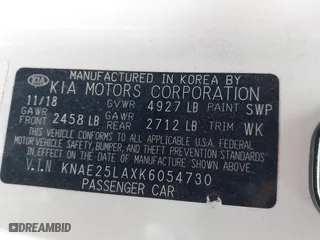 MANUFACTURED IN KOREA BY
KIA KIA MOTORS CORPORATION
11/18 GVWR 4927 LB PAINT SWP
GAWR FRONT 2458 LB GAWR REAR 2712 LB TRIM WK
THIS VEHICLE CONFORMS TO ALL APPLICABLE U.S. FEDERAL
MOTOR VEHICLE SAFETY, BUMPER, AND THEFT PREVENTION
STANDARDS IN EFFECT ON THE DATE OF MANUFACTURE
SHOWN ABOVE.
V.I.N KNAE25LAXK6054730
PASSENGER CAR